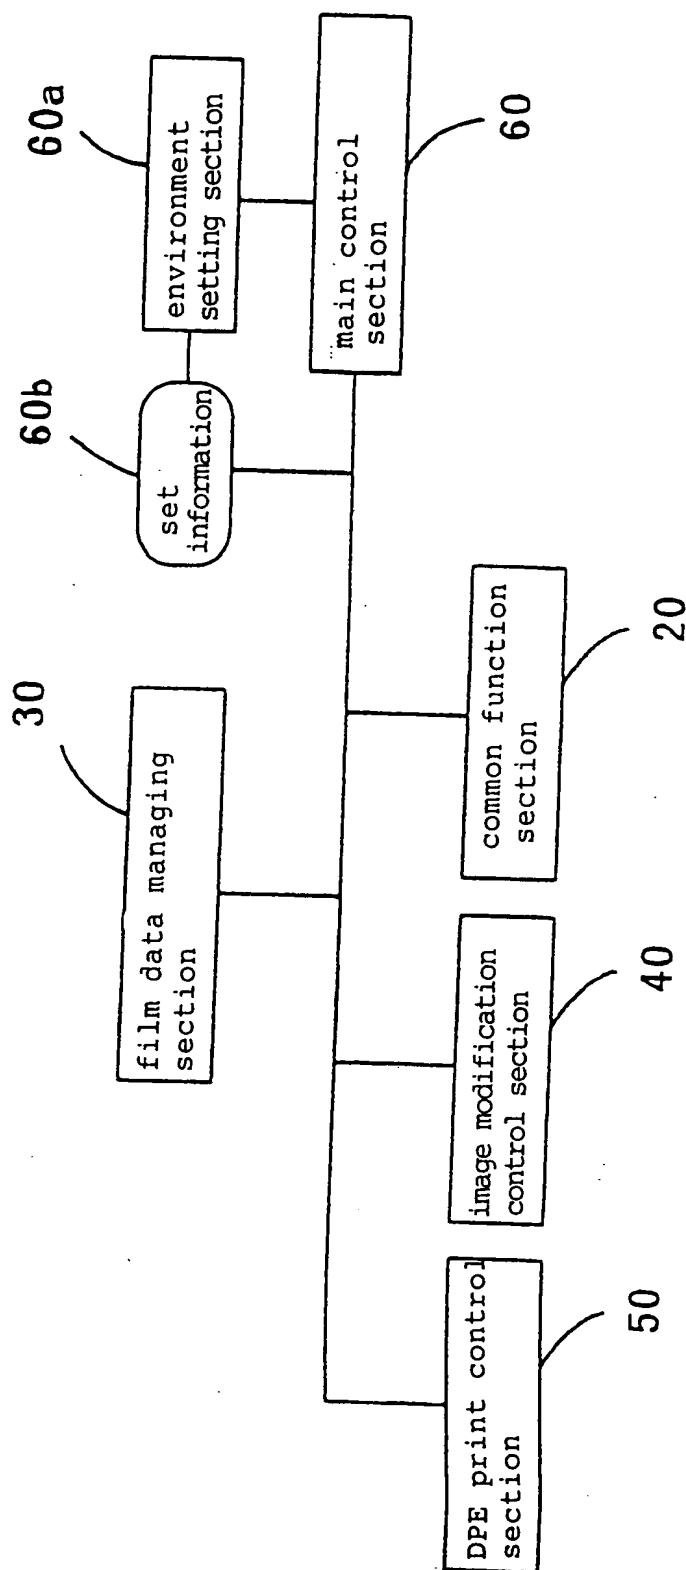 60a
environment
setting section
main control
section
60
60b
set
information
30
film data managing
section
common function
section
20
image modification
control section
40
DPE print control
section
50